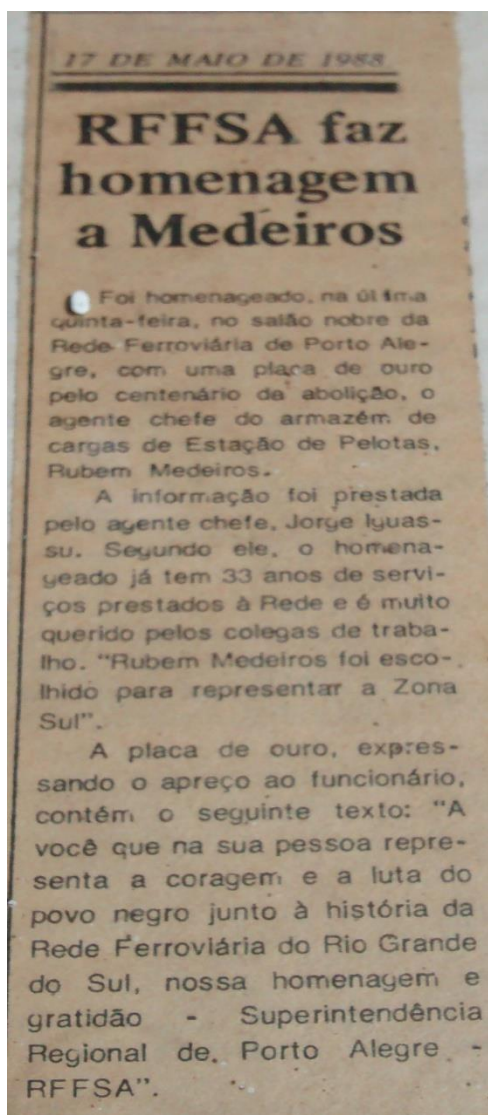 17 DE MAIO DE 1988
RFFSA faz
homenagem
a Medeiros
Foi homenageado, na última
quinta-feira, no salão nobre da
Rede Ferroviária de Porto Ale-
gre, com uma placa de ouro
pelo centenário da abolição, o
agente chefe do armazém de
cargas de Estação de Pelotas,
Rubem Medeiros.
A informação foi prestada
pelo agente chefe, Jorge Iguas-
su. Segundo ele, o homena-
geado já tem 33 anos de servi-
ços prestados à Rede e é muito
querido pelos colegas de traba-
lho. "Rubem Medeiros foi esco-
lhido para representar a Zona
Sul".
A placa de ouro, expres-
sando o apreço ao funcionário,
contém o seguinte texto: "A
você que na sua pessoa repre-
senta a coragem e a luta do
povo negro junto à história da
Rede Ferroviária do Rio Grande
do Sul, nossa homenagem e
gratidão - Superintendência
Regional de Porto Alegre -
RFFSA".